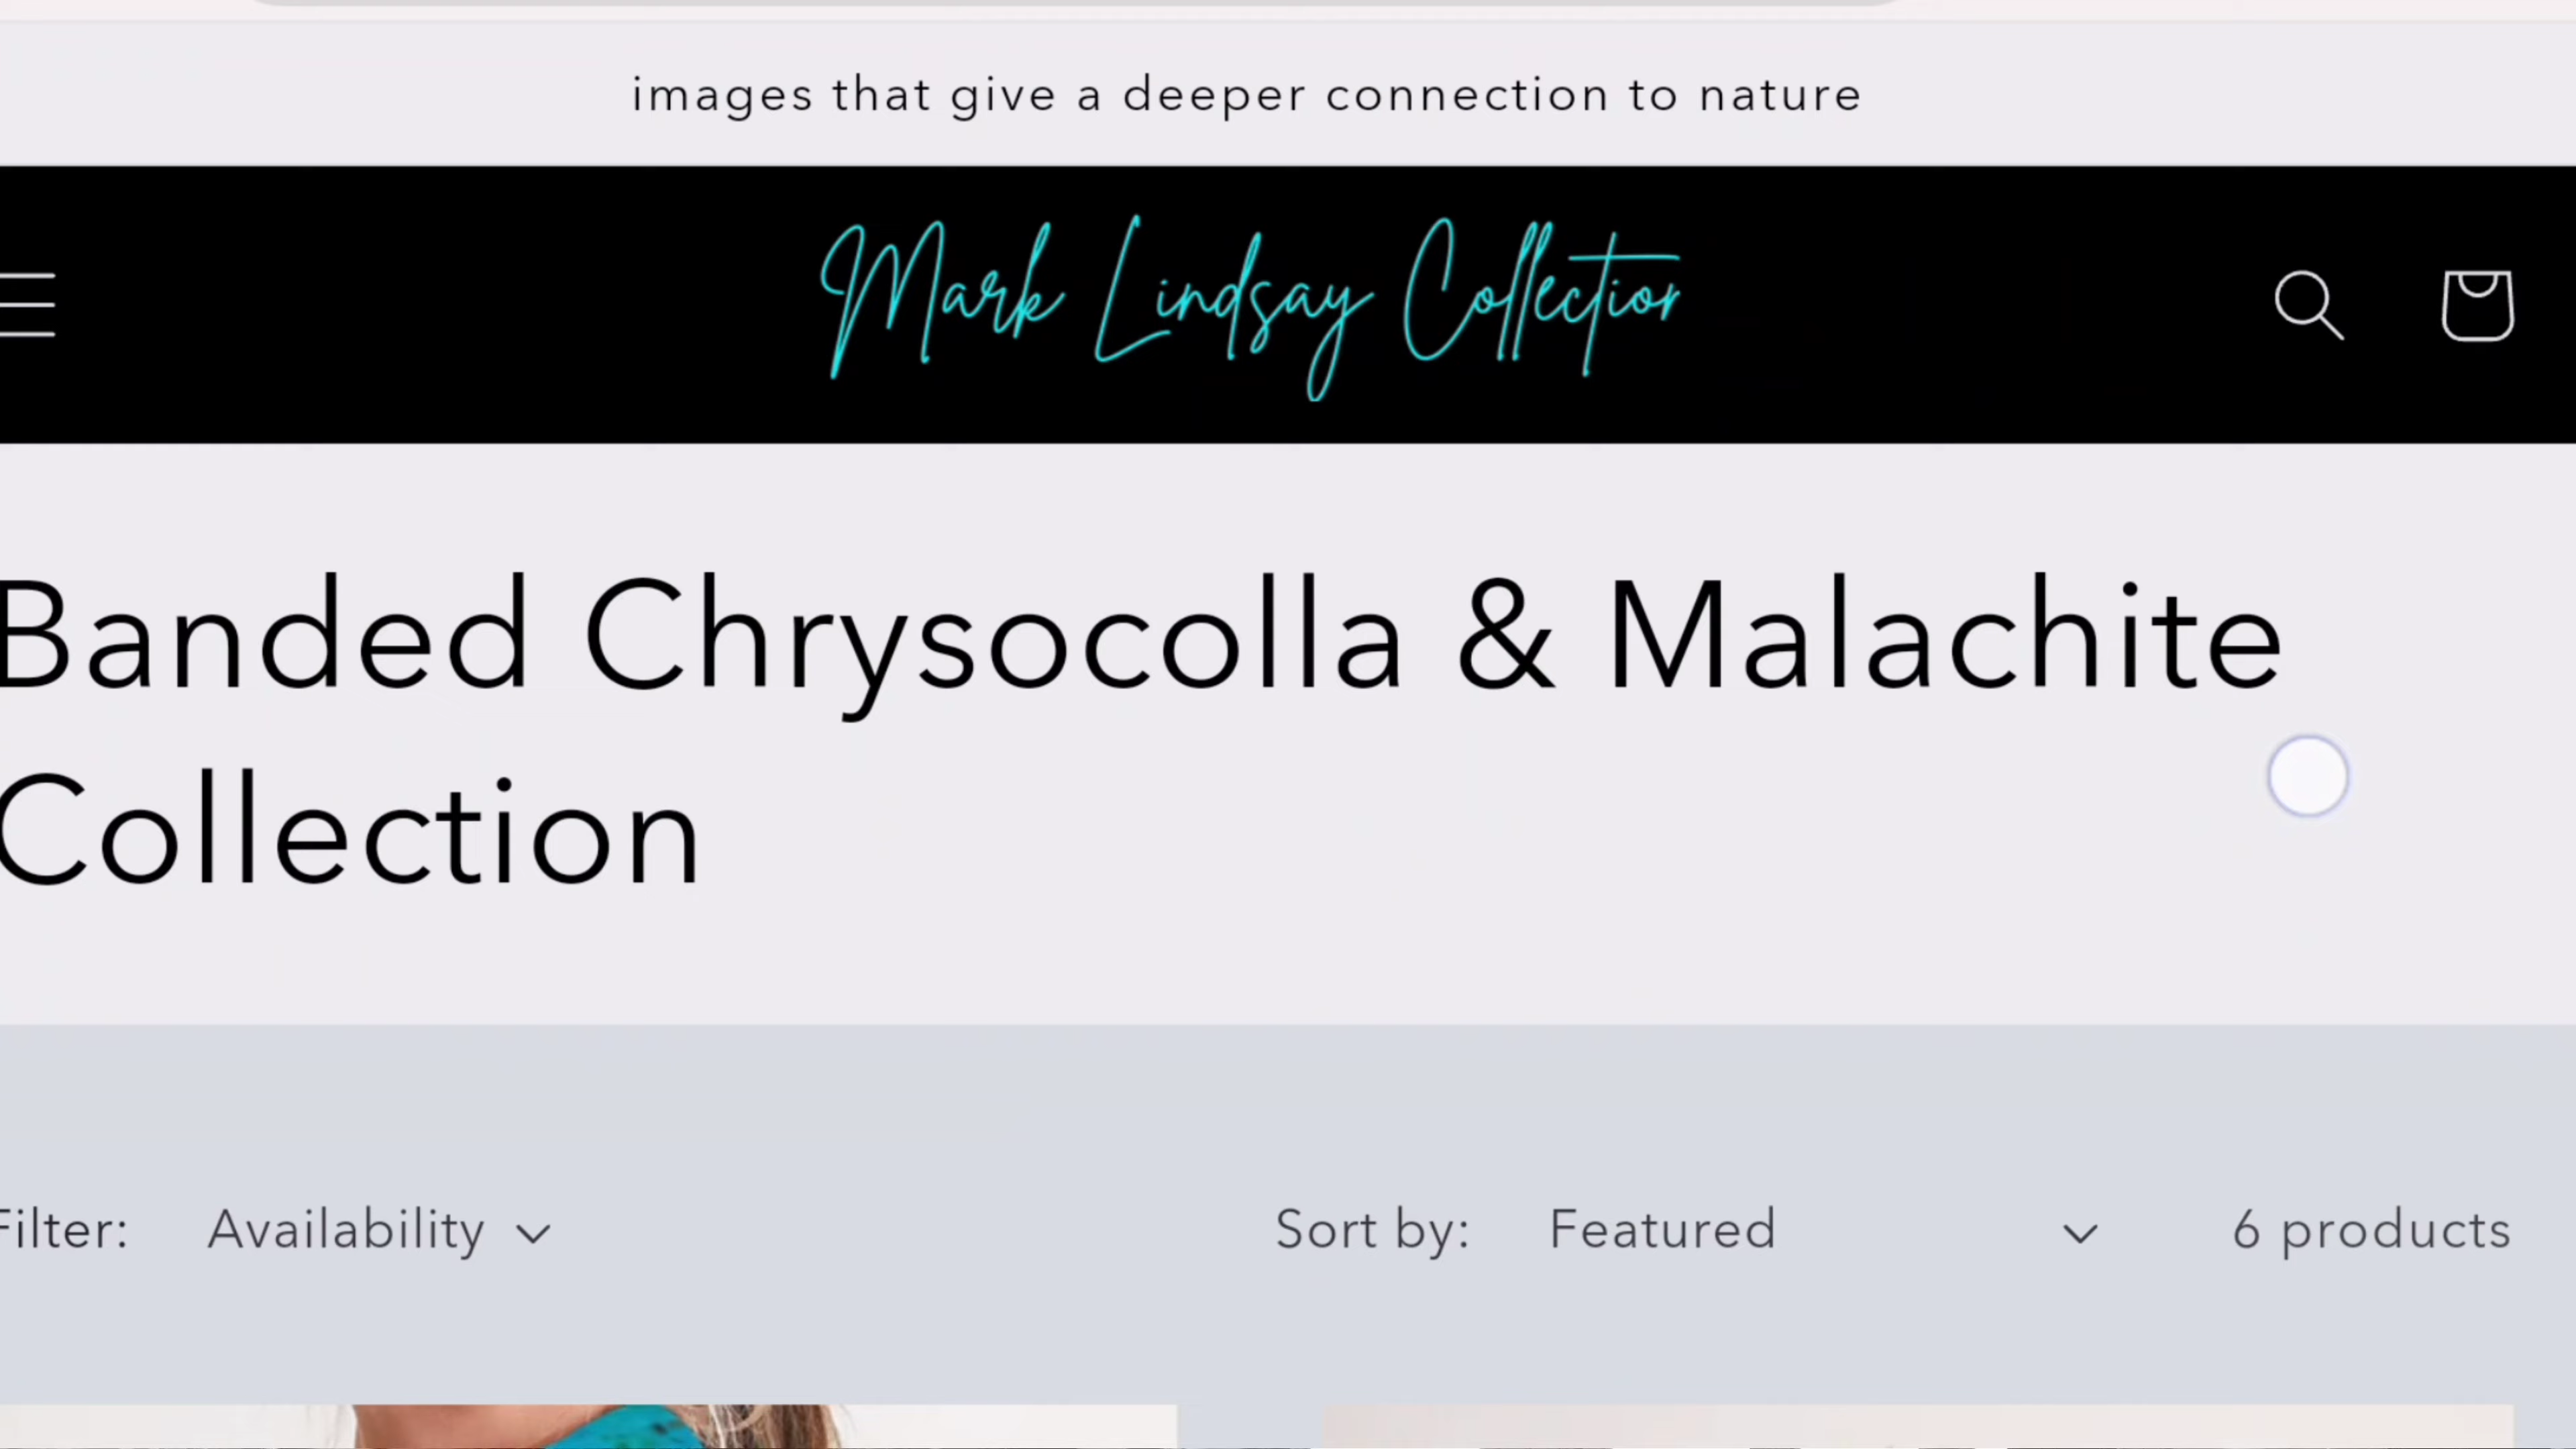 images that give a deeper connection to nature
Mark Lindsay Collection
Banded Chrysocolla & Malachite
Collection
Filter: Availability Sort by: Featured 6 products